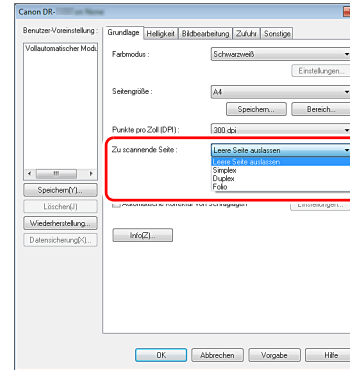 Canon DR-
Benutzer-Voreinstellung :
Vollautomatischer Modu
Speichern(Y)...
Löschen(J)
Wiederherstellung...
Datensicherung(X)...
Grundlage Helligkeit Bildbearbeitung Zufuhr Sonstige
Farbmodus :
Schwarzweiß
Einstellungen...
Seitengröße :
A4
Speichern...
Bereich...
Punkte pro Zoll (DPI) :
300 dpi
Zu scannende Seite :
Leere Seite auslassen
Leere Seite auslassen
Simplex
Duplex
Folio
Automatische Korrektur von Schräglagen
Einstellungen...
Info(Z)...
OK
Abbrechen
Vorgabe
Hilfe